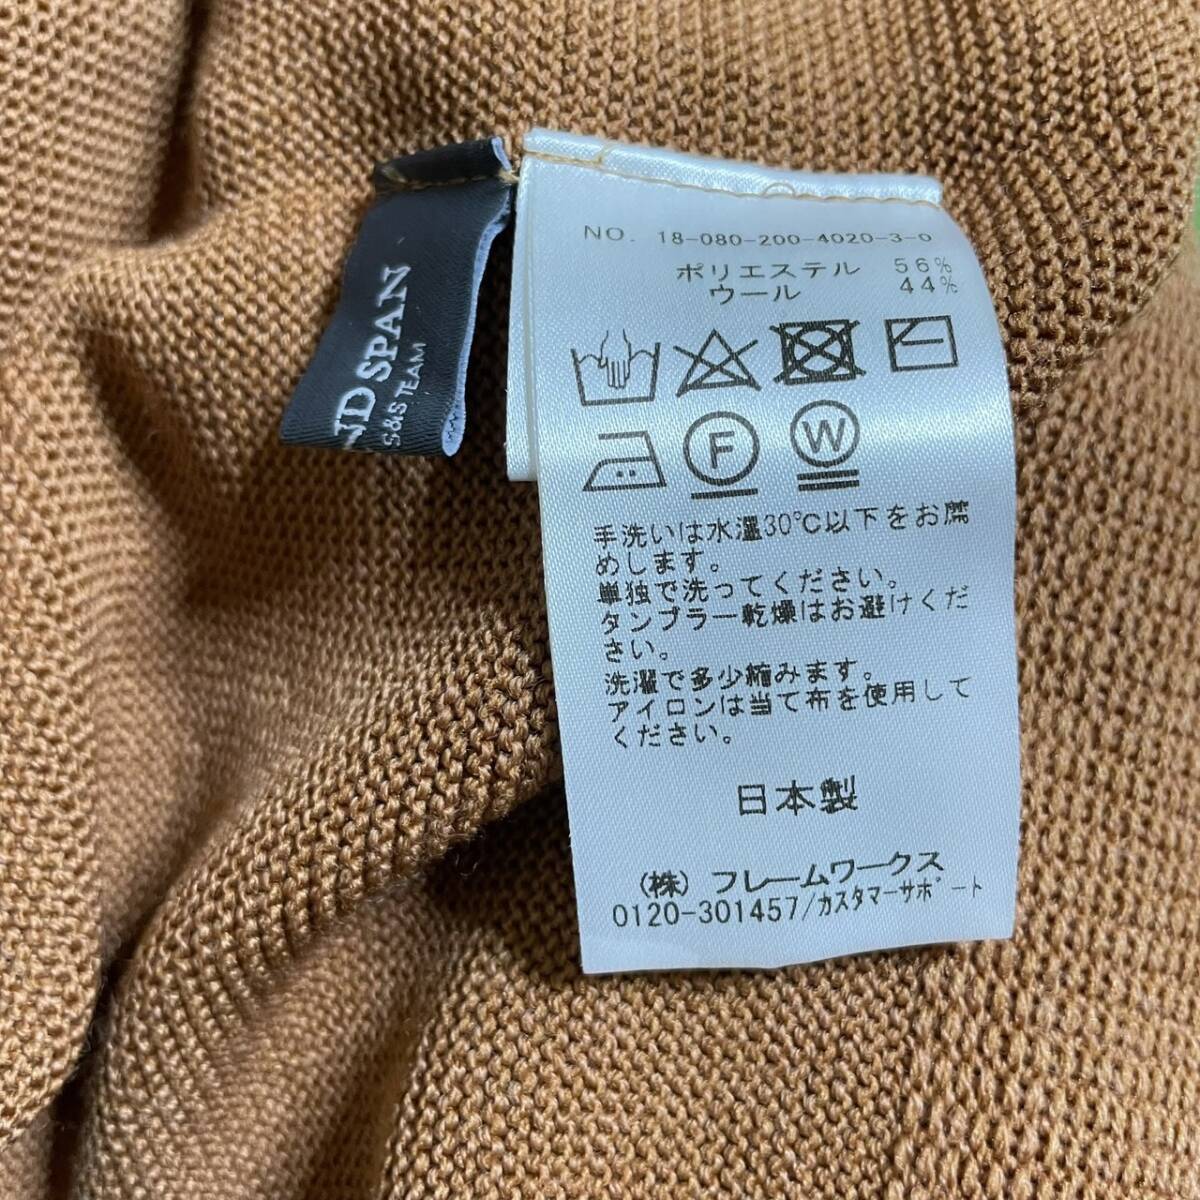 ND SPAN
S&S TEAM
NO. 18-080-200-4020-3-0
ポリエステル 56%
ウール 44%
F
W
手洗いは水温30℃以下をお薦
めします。
単独で洗ってください。
タンブラー乾燥はお避けくだ
さい。
洗濯で多少縮みます。
アイロンは当て布を使用して
ください。
日本製
(株) フレームワークス
0120-301457/カスタマーサポート